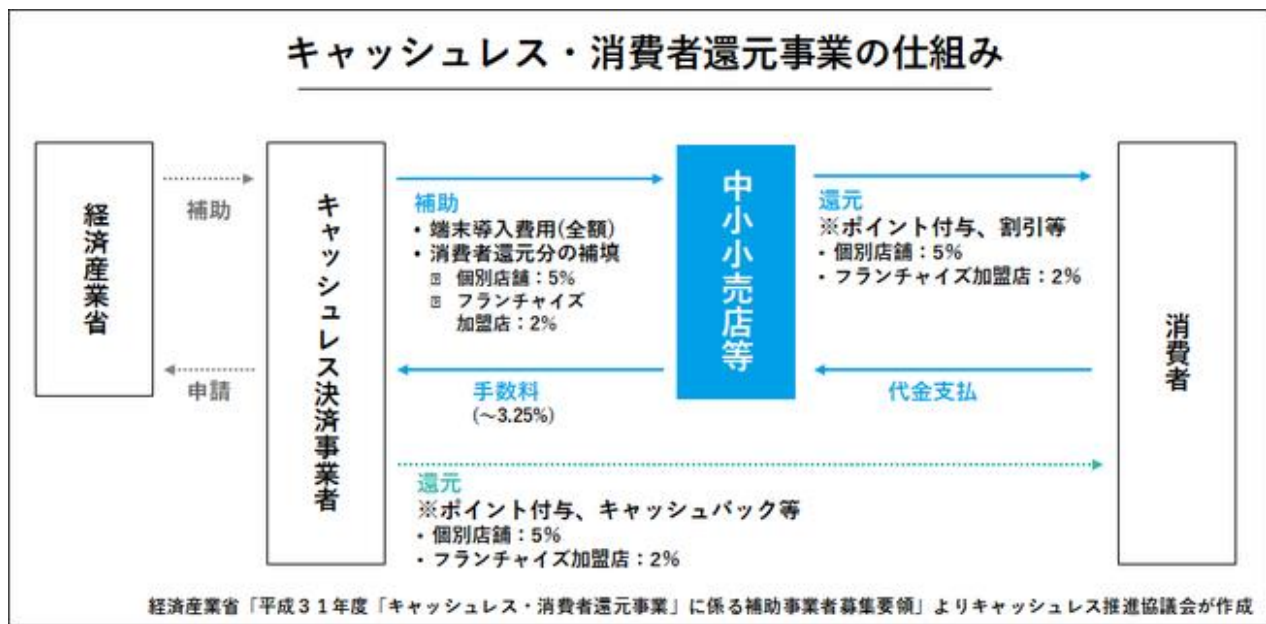 キャッシュレス・消費者還元事業の仕組み
経済産業省
補助
申請
キャッシュレス決済事業者
補助
・端末導入費用(全額)
・消費者還元分の補填
個別店舗：5%
フランチャイズ
加盟店：2%
手数料
(～3.25%)
中小小売店等
還元
※ポイント付与、割引等
・個別店舗：5%
・フランチャイズ加盟店：2%
代金支払
消費者
還元
※ポイント付与、キャッシュバック等
・個別店舗：5%
・フランチャイズ加盟店：2%
経済産業省「平成３１年度「キャッシュレス・消費者還元事業」に係る補助事業者募集要領」よりキャッシュレス推進協議会が作成